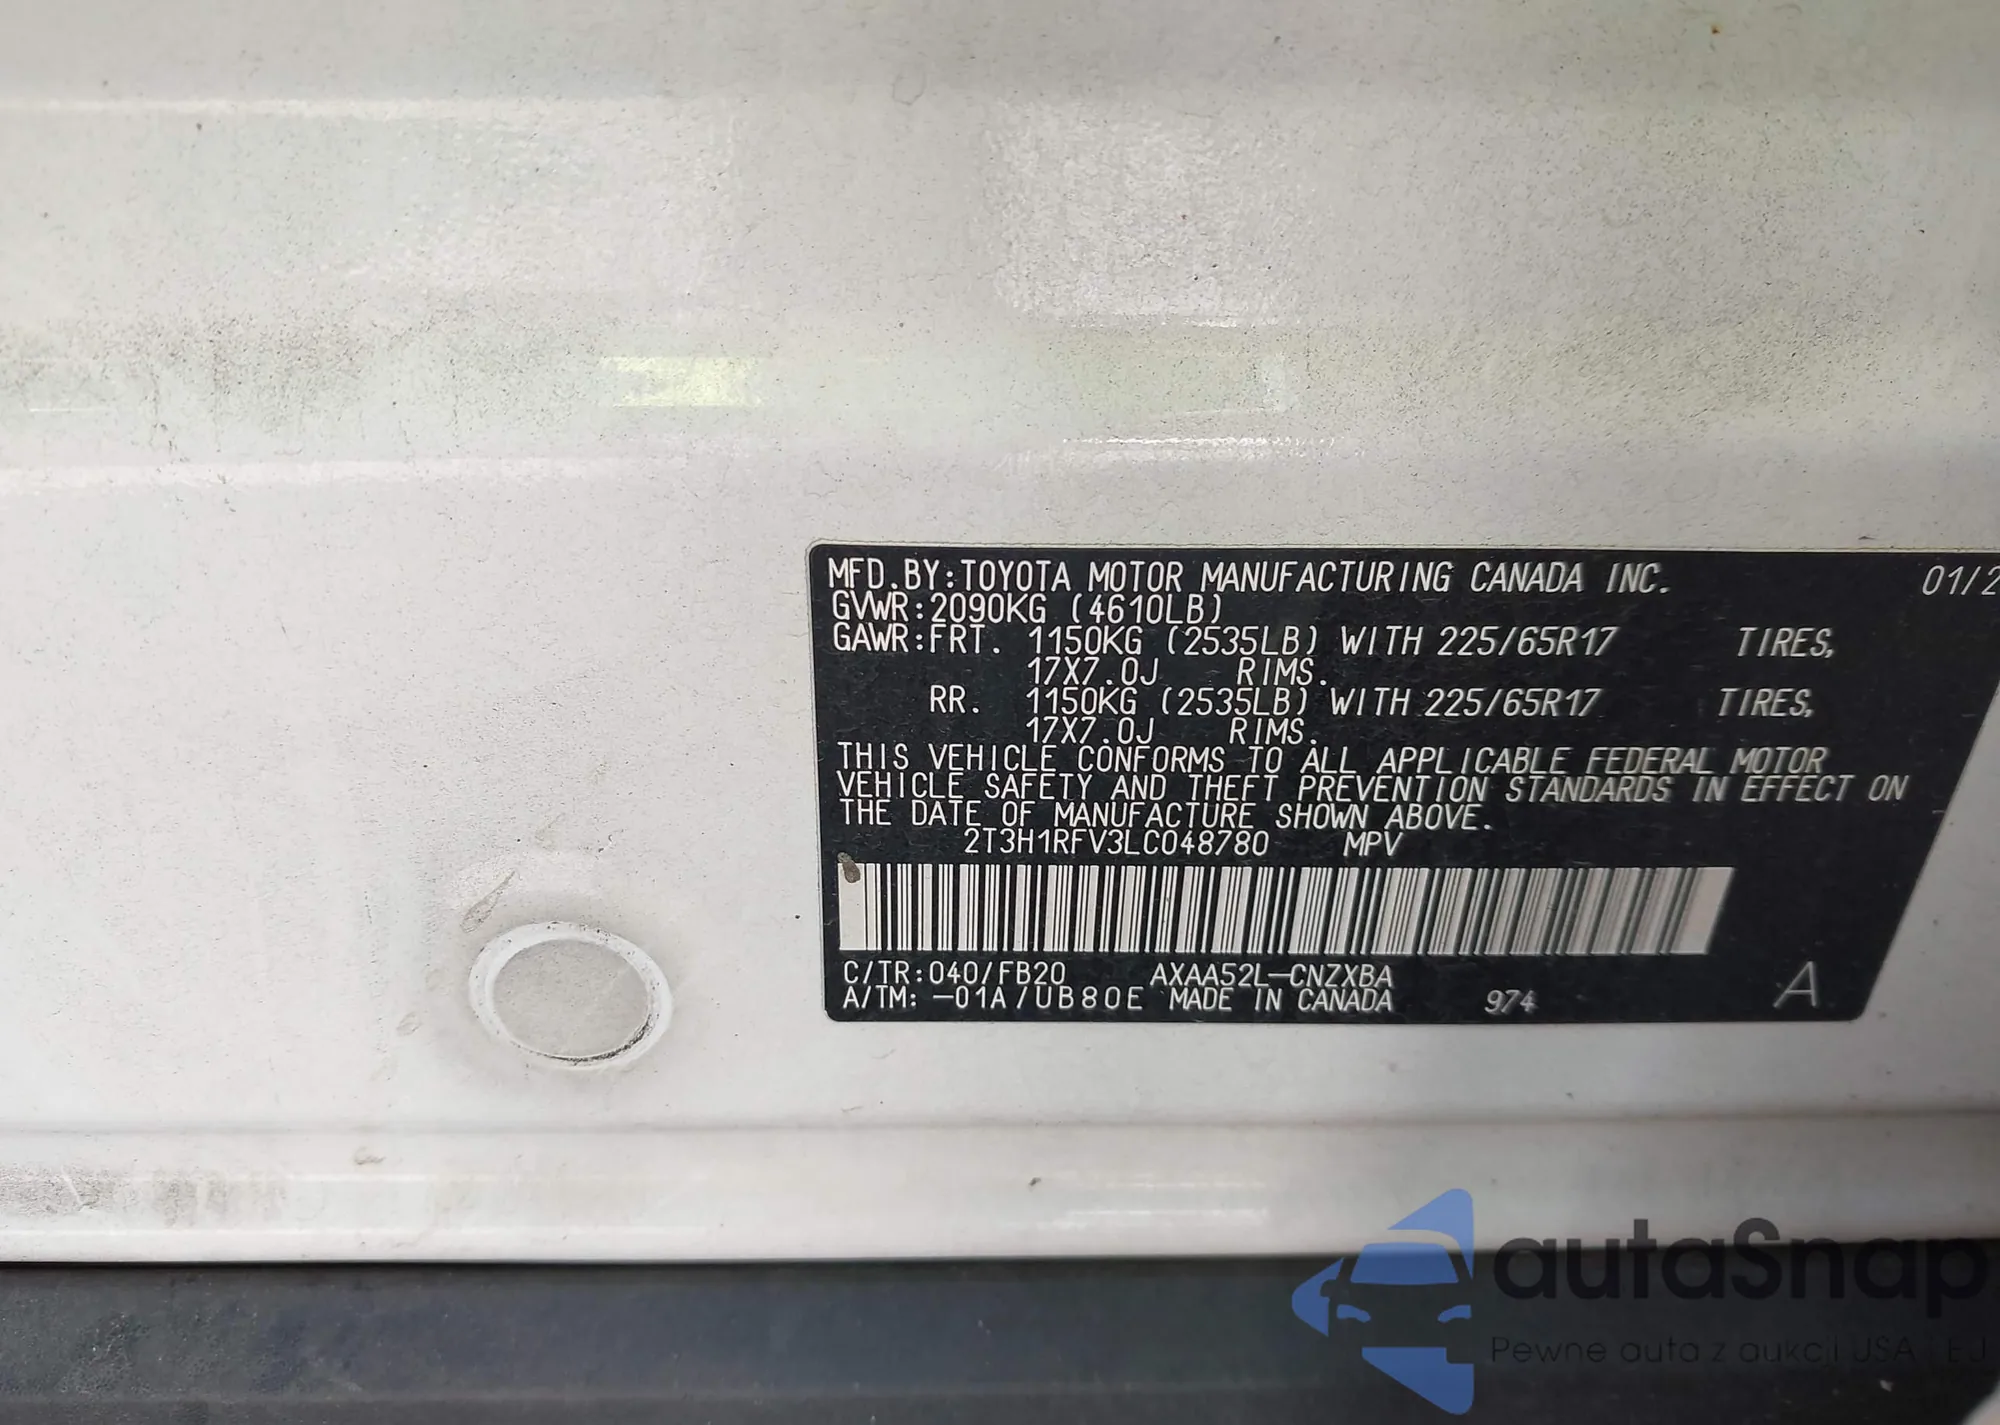 MFD.BY:TOYOTA MOTOR MANUFACTURING CANADA INC. 01/2
GVWR:2090KG (4610LB)
GAWR:FRT. 1150KG (2535LB) WITH 225/65R17 TIRES,
17X7.0J RIMS.
RR. 1150KG (2535LB) WITH 225/65R17 TIRES,
17X7.0J RIMS.
THIS VEHICLE CONFORMS TO ALL APPLICABLE FEDERAL MOTOR
VEHICLE SAFETY AND THEFT PREVENTION STANDARDS IN EFFECT ON
THE DATE OF MANUFACTURE SHOWN ABOVE.
2T3H1RFV3LC048780 MPV
C/TR:040/FB20 AXAA52L-CNZXBA
A/TM:-01A/UB80E MADE IN CANADA 974 A
autaSnap
Pewne auta z aukcji USA i EU